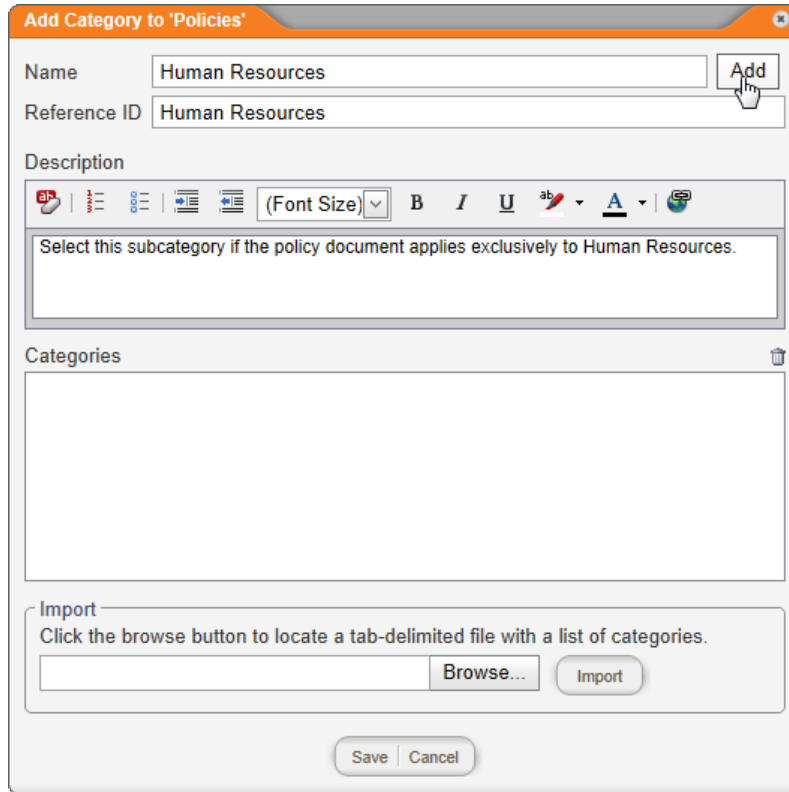 Add Category to 'Policies'
Name Human Resources Add
Reference ID Human Resources
Description
ab (Font Size) B I U ab A
Select this subcategory if the policy document applies exclusively to Human Resources.
Categories
Import
Click the browse button to locate a tab-delimited file with a list of categories.
Browse... Import
Save Cancel